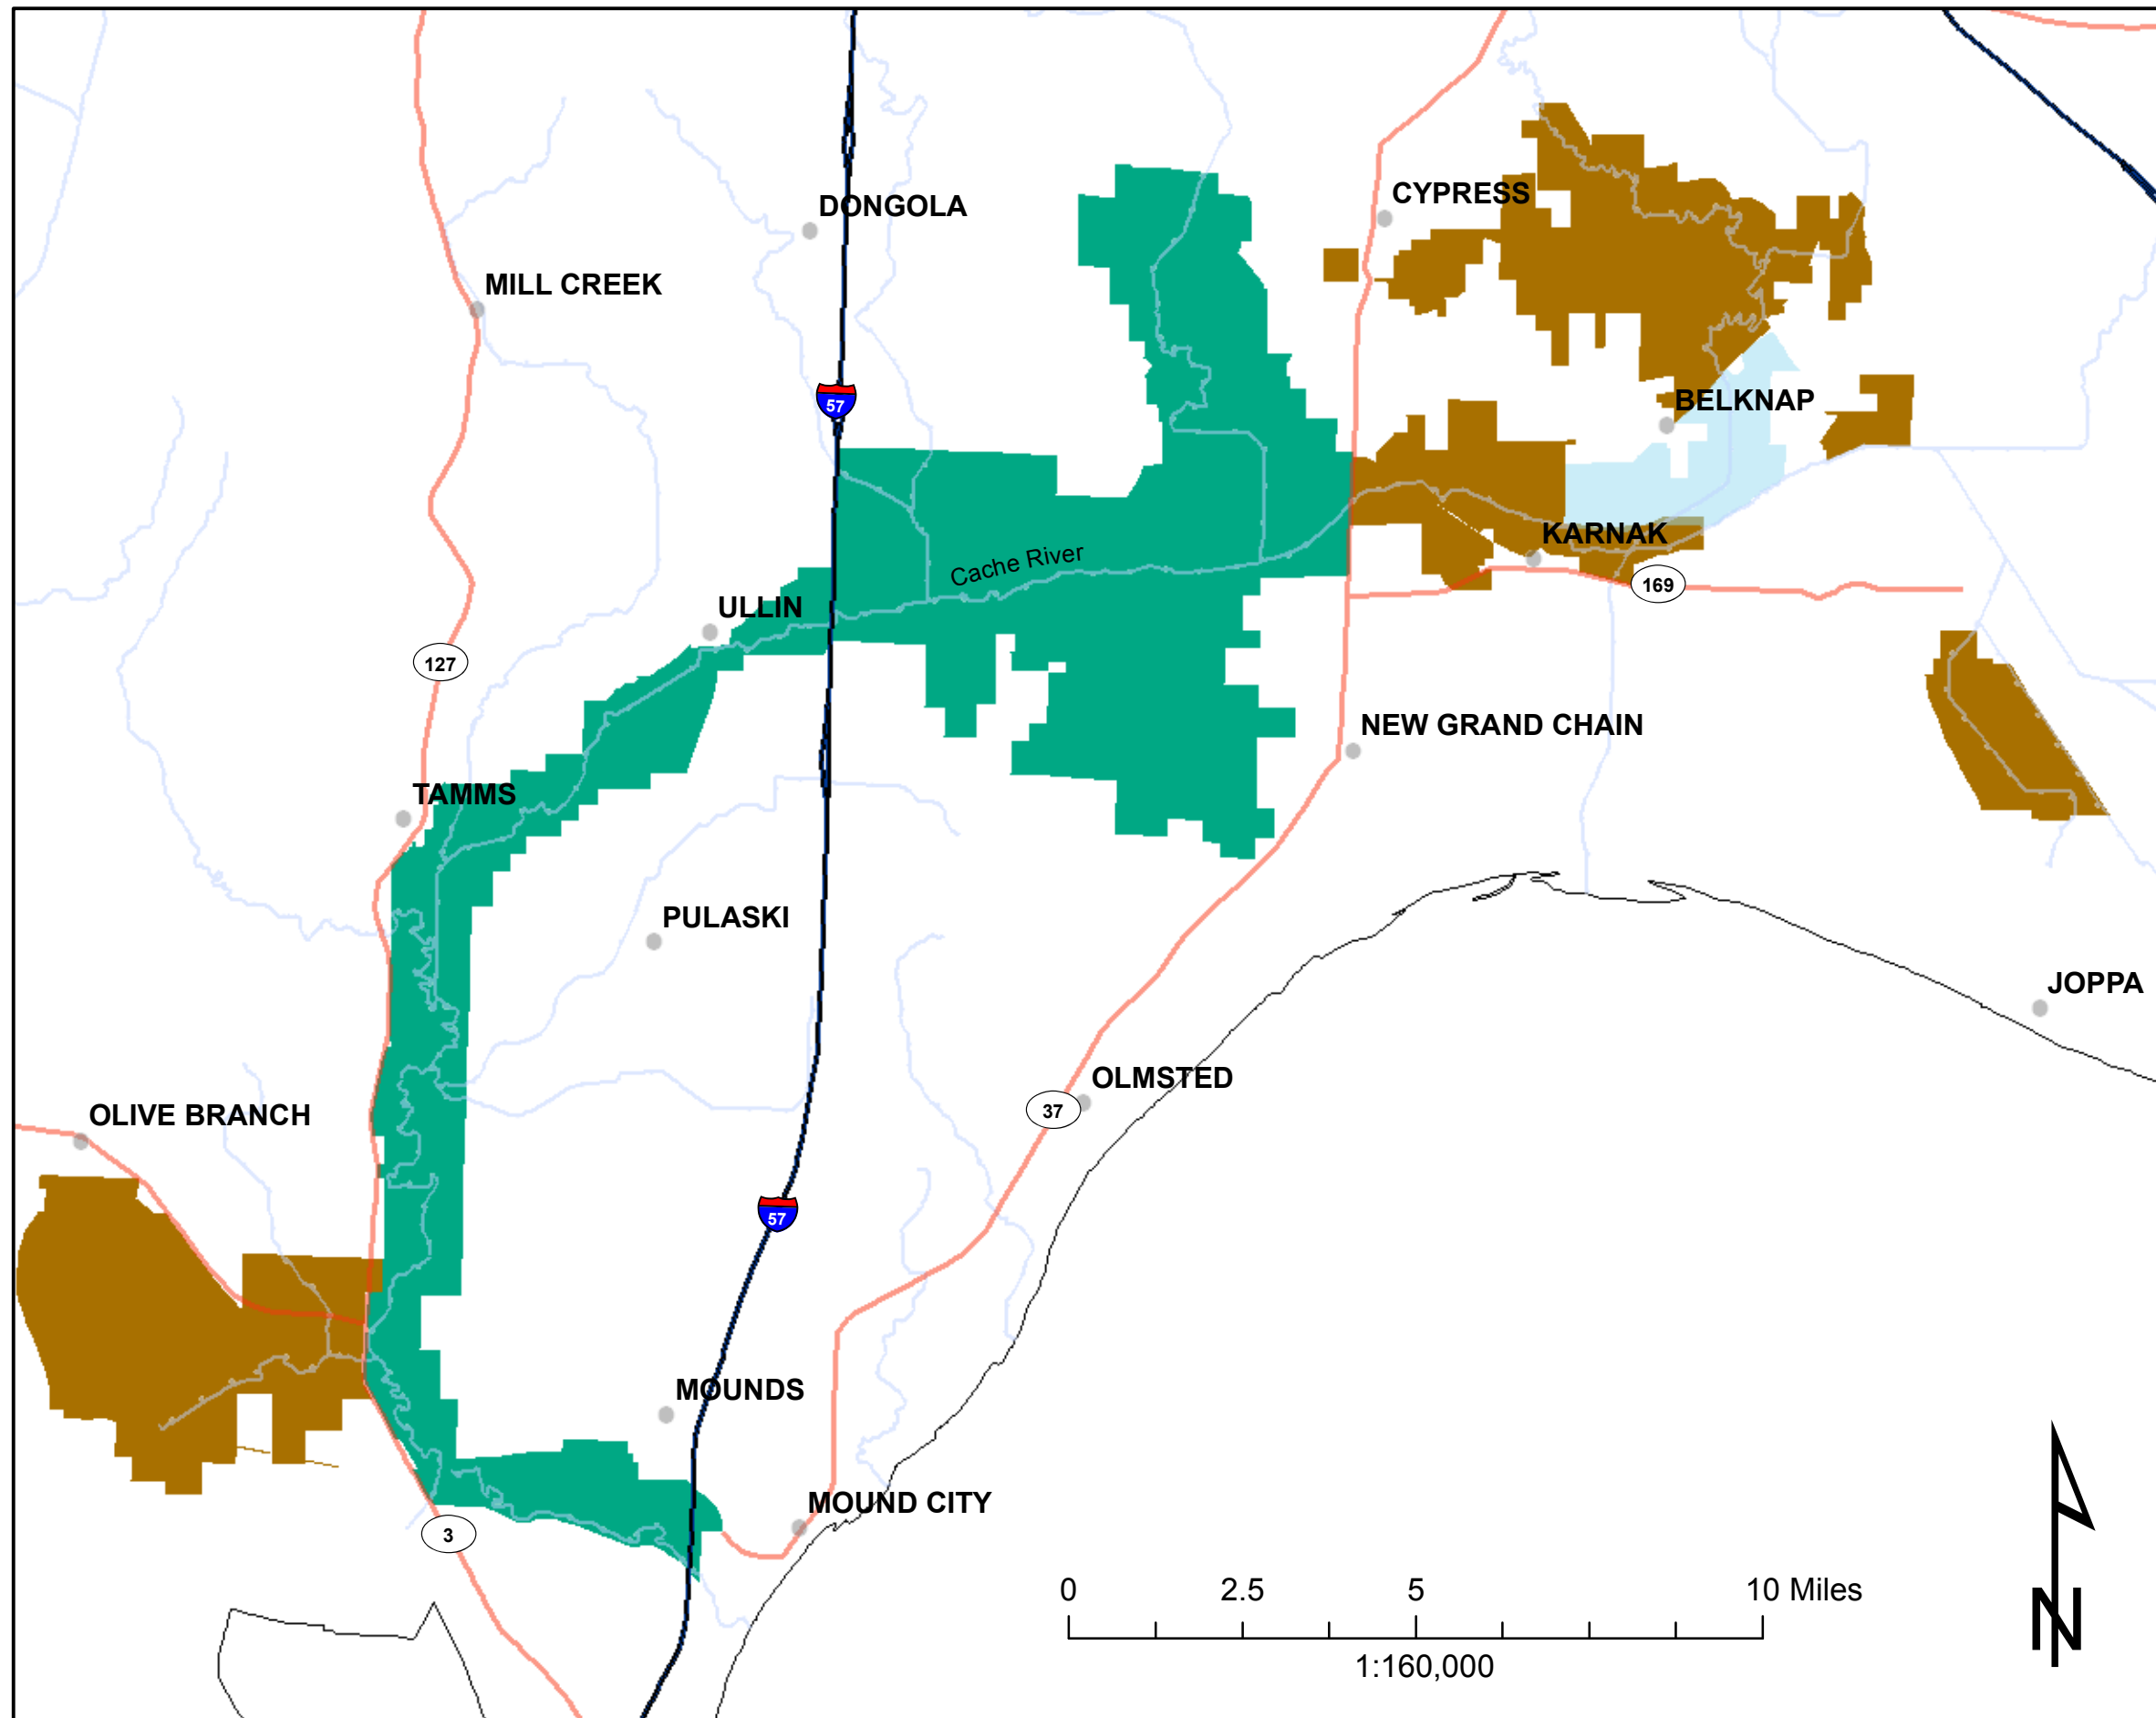 CYPRESS
DONGOLA
MILL CREEK
57
BELKNAP
KARNAK
Cache River
169
ULLIN
127
NEW GRAND CHAIN
TAMMS
PULASKI
JOPPA
OLMSTED
37
OLIVE BRANCH
57
MOUNDS
MOUND CITY
3
0 2.5 5 10 Miles
1:160,000
N